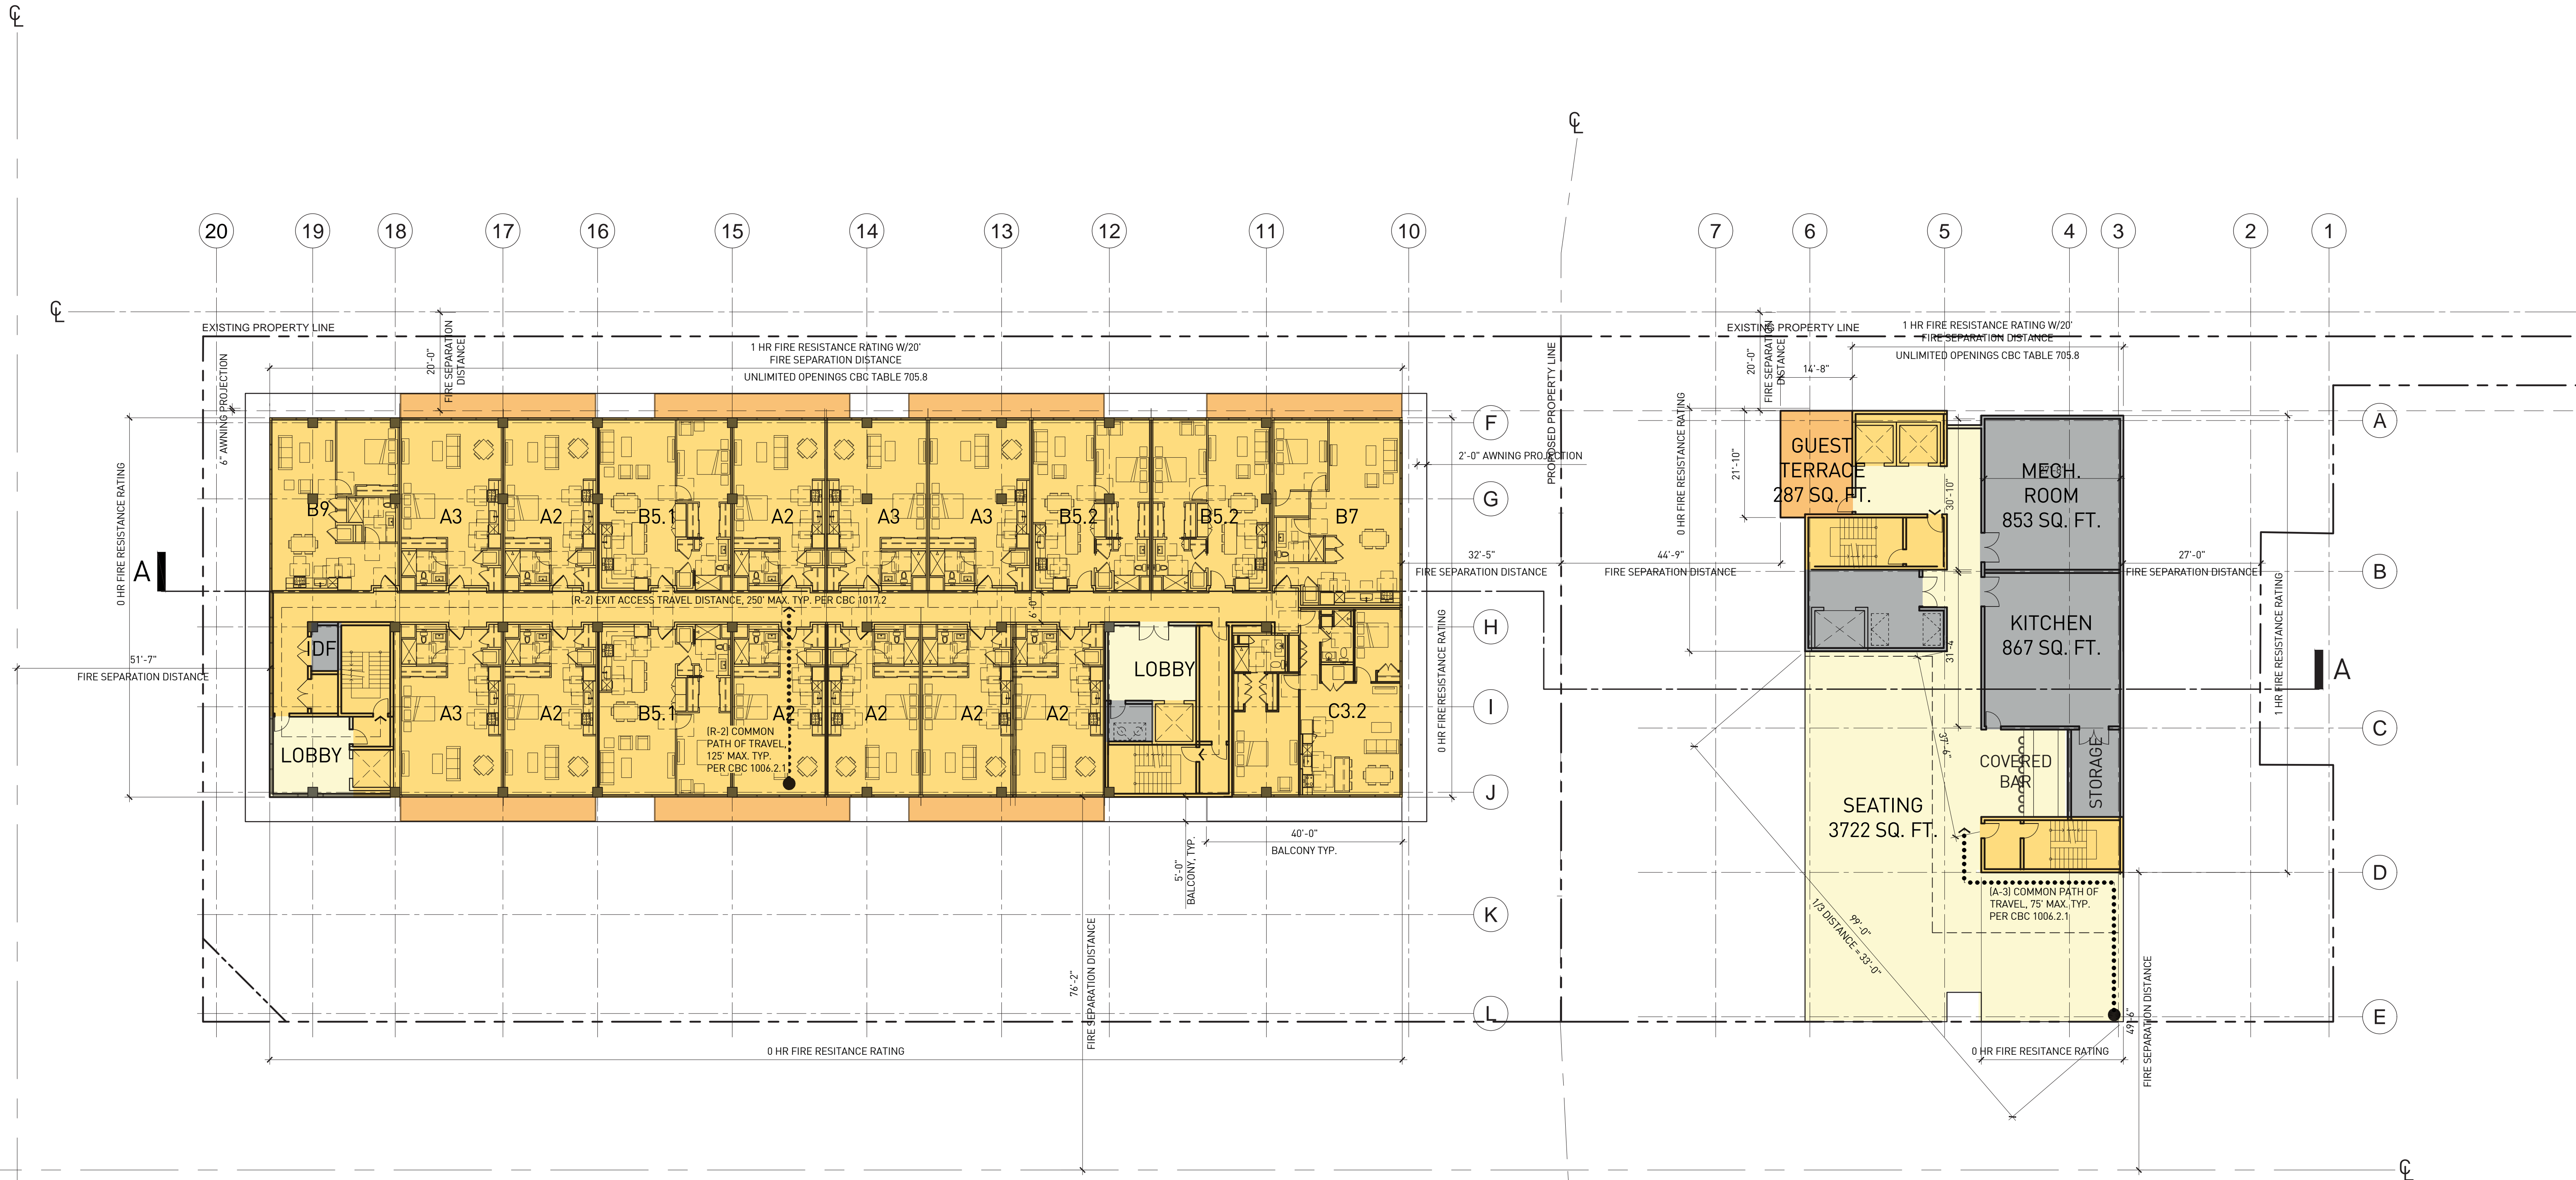 ℄
℄
20
19
18
17
16
15
14
13
12
11
10
7
6
5
4
3
2
1
℄
EXISTING PROPERTY LINE
EXISTING PROPERTY LINE
20'-0"
FIRE SEPARATION
DISTANCE
1 HR FIRE RESISTANCE RATING W/20'
FIRE SEPARATION DISTANCE
UNLIMITED OPENINGS CBC TABLE 705.8
PROPOSED PROPERTY LINE
20'-0"
FIRE SEPARATION
DISTANCE
1 HR FIRE RESISTANCE RATING W/20'
FIRE SEPARATION DISTANCE
UNLIMITED OPENINGS CBC TABLE 705.8
14'-8"
6" AWNING PROJECTION
0 HR FIRE RESISTANCE RATING
F
G
H
I
J
K
L
A
B
C
D
E
2'-0" AWNING PROJECTION
0 HR FIRE RESISTANCE RATING
21'-10"
GUEST
TERRACE
287 SQ. FT.
30'-10"
MECH.
ROOM
853 SQ. FT.
B9
A3
A2
B5.1
A2
A3
A3
B5.2
B5.2
B7
A
32'-5"
FIRE SEPARATION DISTANCE
44'-9"
FIRE SEPARATION DISTANCE
27'-0"
FIRE SEPARATION DISTANCE
(R-2) EXIT ACCESS TRAVEL DISTANCE, 250' MAX. TYP. PER CBC 1017.2
6'-0"
KITCHEN
867 SQ. FT.
31'-4
1 HR FIRE RESISTANCE RATING
0 HR FIRE RESISTANCE RATING
IDF
51'-7"
FIRE SEPARATION DISTANCE
LOBBY
A
A3
A2
B5.1
A2
A2
A2
A2
C3.2
(R-2) COMMON
PATH OF TRAVEL,
125' MAX. TYP.
PER CBC 1006.2.1
LOBBY
37'-6"
COVERED
BAR
STORAGE
SEATING
3722 SQ. FT.
40'-0"
BALCONY TYP.
5'-0"
BALCONY, TYP.
(A-3) COMMON PATH OF
TRAVEL, 75' MAX. TYP.
PER CBC 1006.2.1
99'-0"
1/3 DISTANCE = 33'-0"
76'-2"
FIRE SEPARATION DISTANCE
49'-6"
FIRE SEPARATION DISTANCE
0 HR FIRE RESITANCE RATING
0 HR FIRE RESITANCE RATING
℄